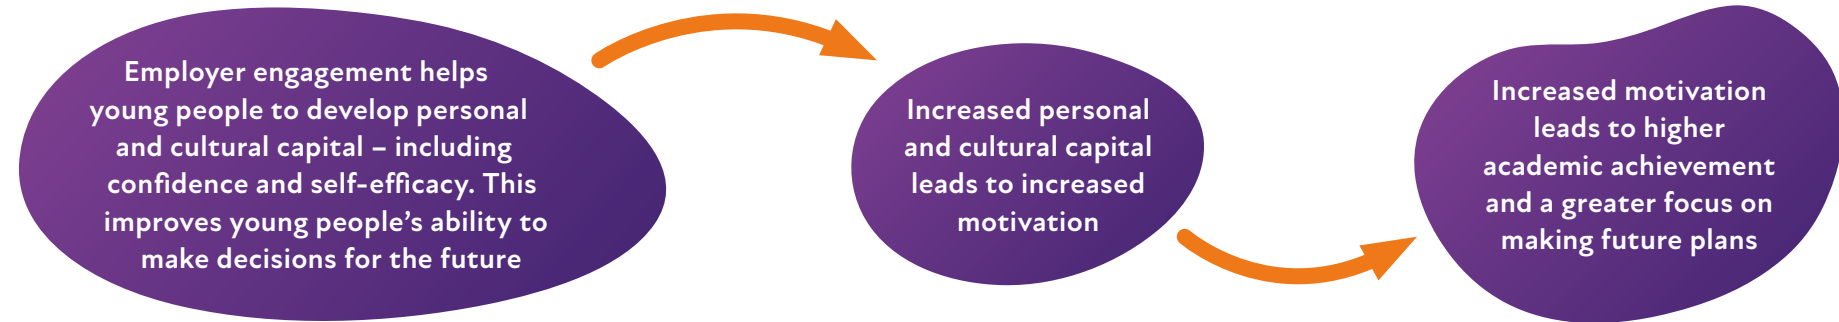 Employer engagement helps
young people to develop personal
and cultural capital – including
confidence and self-efficacy. This
improves young people’s ability to
make decisions for the future
Increased personal
and cultural capital
leads to increased
motivation
Increased motivation
leads to higher
academic achievement
and a greater focus on
making future plans